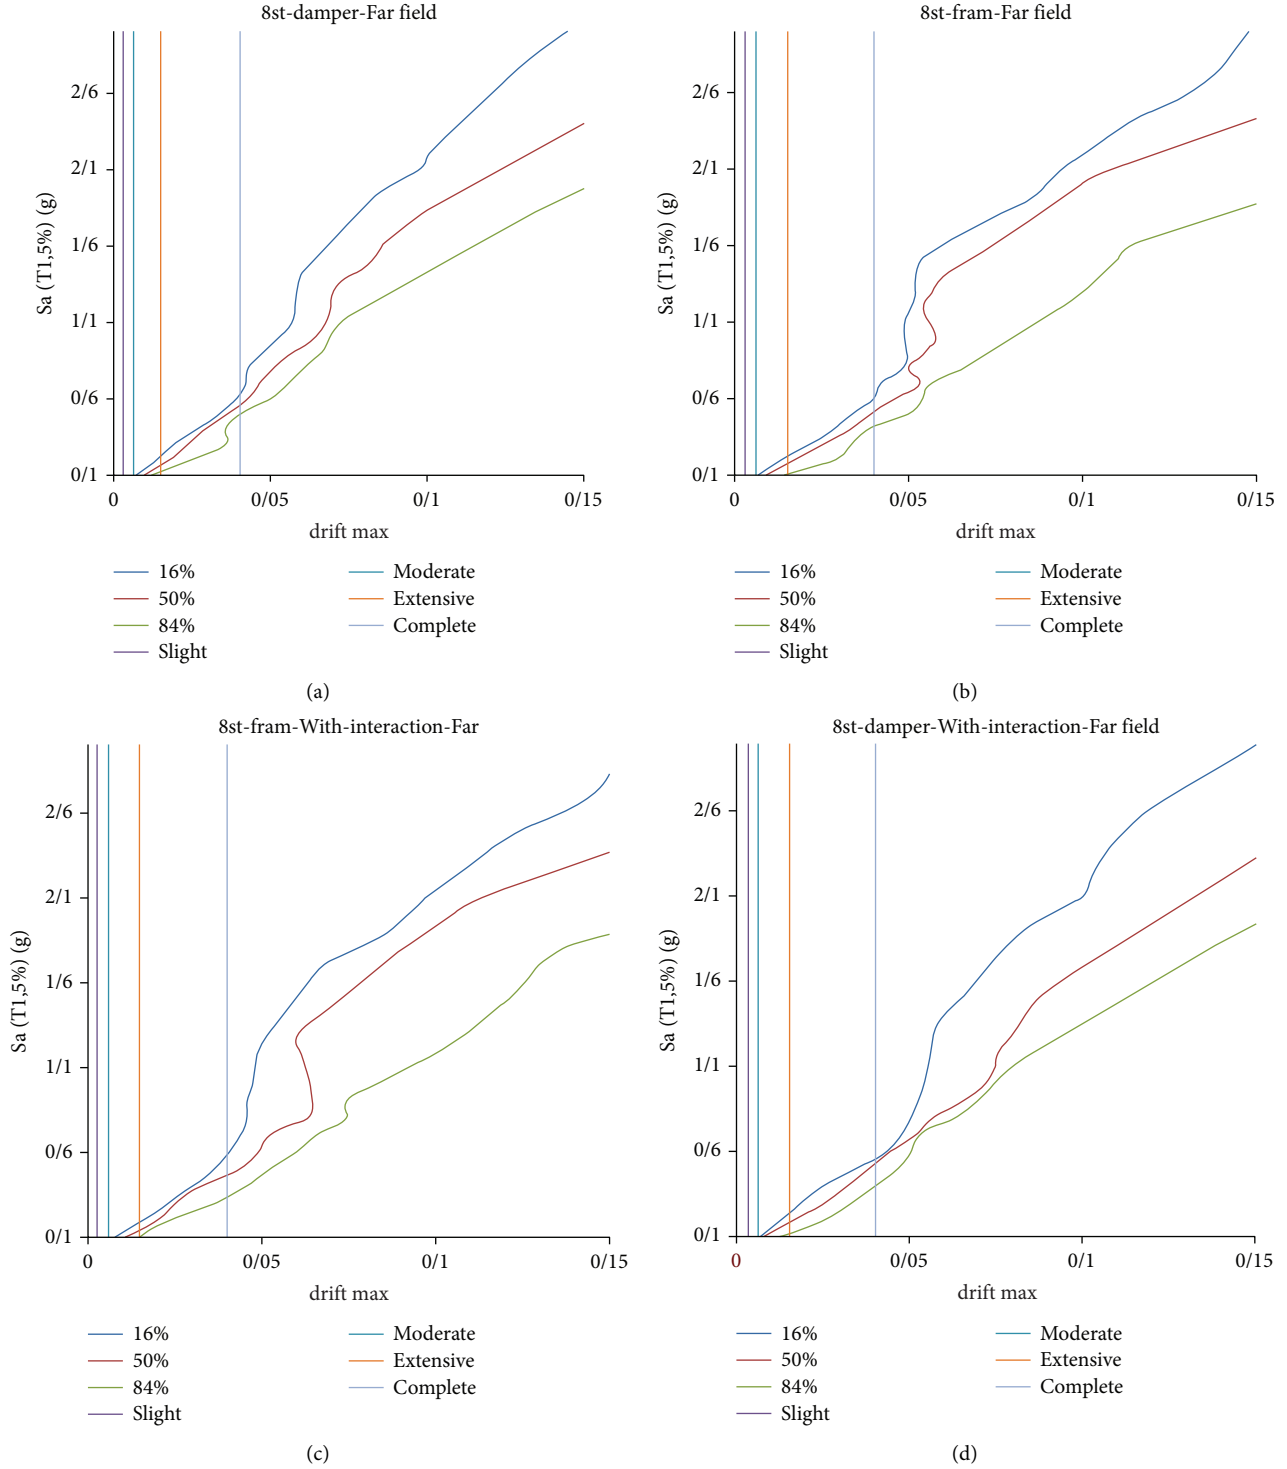 8st-damper-Far field
Sa (T1,5%) (g)
2/6
2/1
1/6
1/1
0/6
0/1
0 0/05 0/1 0/15
drift max
16% Moderate
50% Extensive
84% Complete
Slight
(a)
8st-fram-Far field
Sa (T1,5%) (g)
2/6
2/1
1/6
1/1
0/6
0/1
0 0/05 0/1 0/15
drift max
16% Moderate
50% Extensive
84% Complete
Slight
(b)
8st-fram-With-interaction-Far
Sa (T1,5%) (g)
2/6
2/1
1/6
1/1
0/6
0/1
0 0/05 0/1 0/15
drift max
16% Moderate
50% Extensive
84% Complete
Slight
(c)
8st-damper-With-interaction-Far field
Sa (T1,5%) (g)
2/6
2/1
1/6
1/1
0/6
0/1
0 0/05 0/1 0/15
drift max
16% Moderate
50% Extensive
84% Complete
Slight
(d)